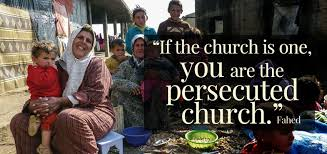 “If the church is one,
you are the
persecuted
church.” Fahed